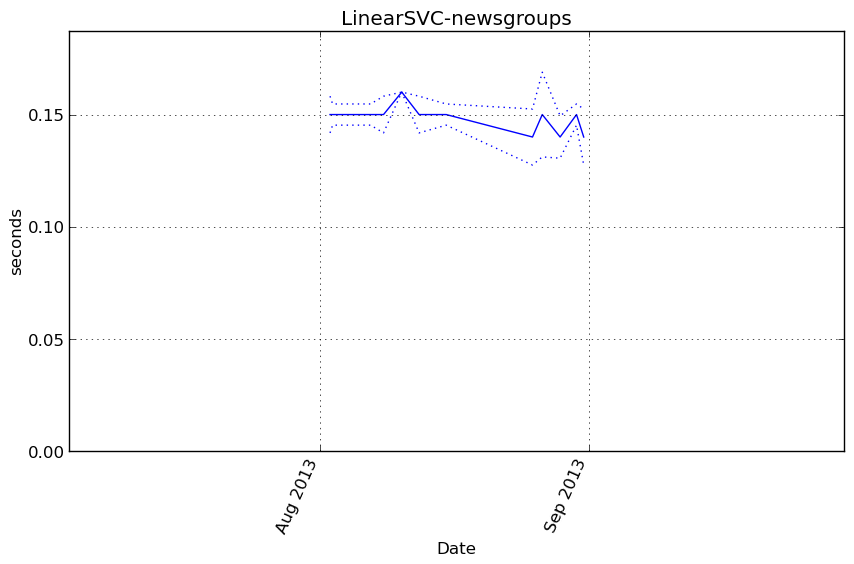 LinearSVC-newsgroups
0.15
0.10
0.05
0.00
seconds
Aug 2013
Sep 2013
Date